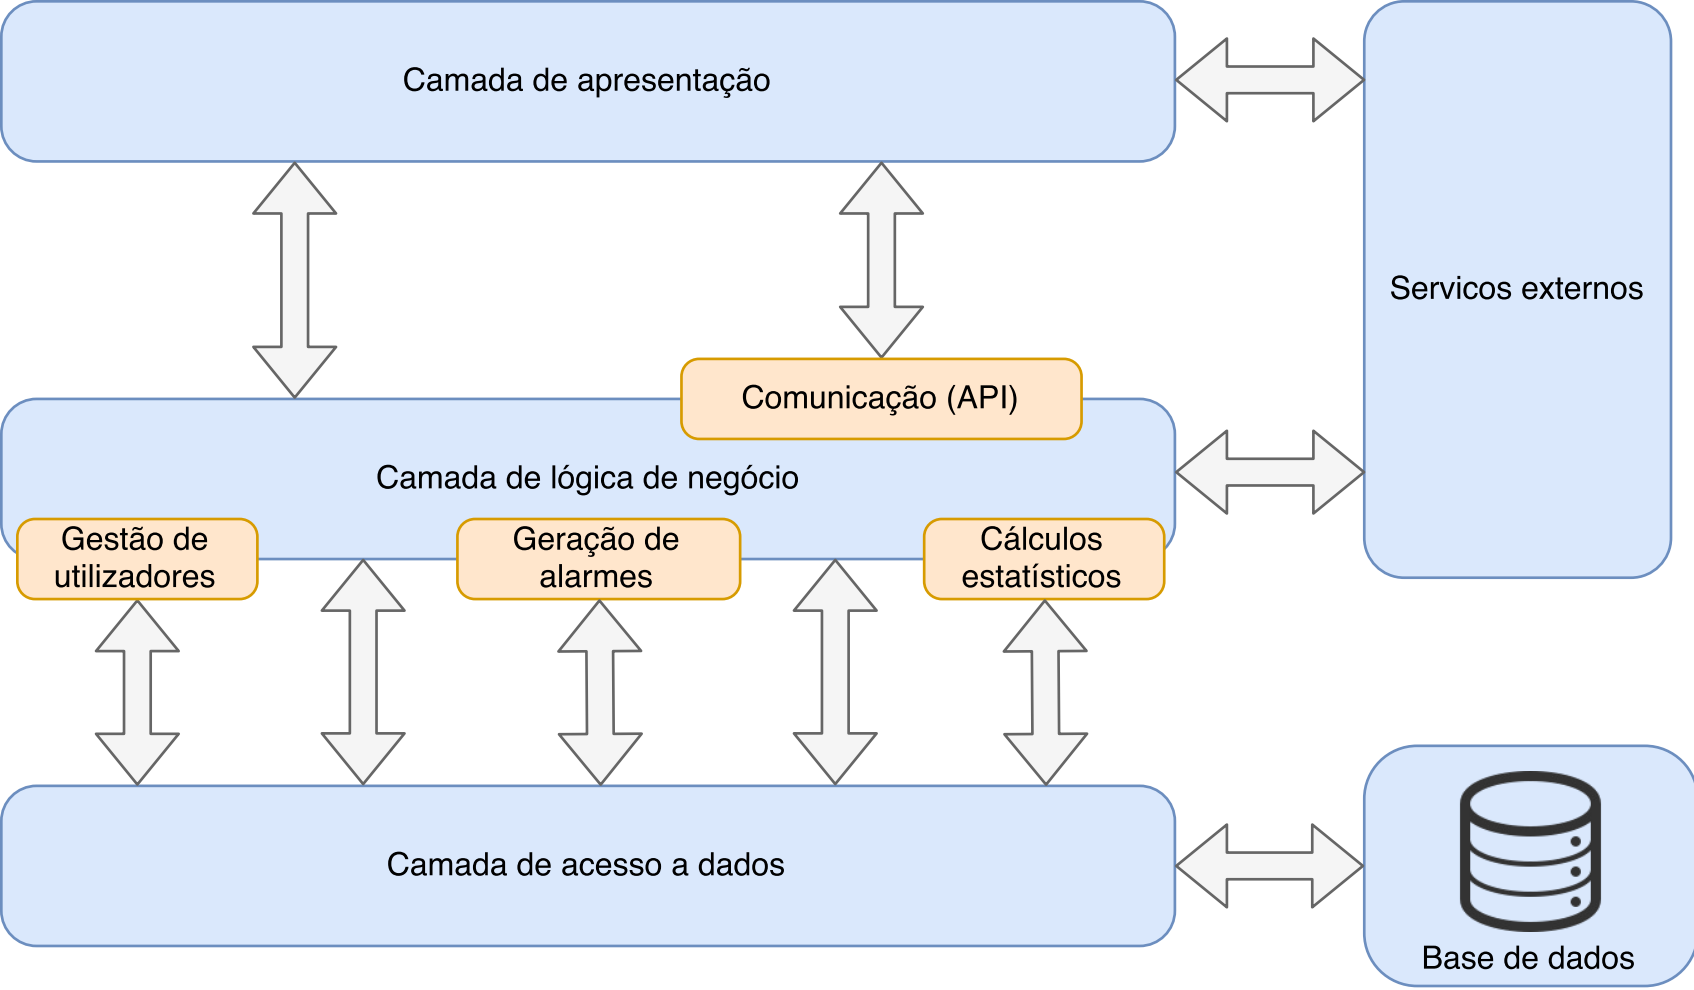 Camada de apresentação
Servicos externos
Comunicação (API)
Camada de lógica de negócio
Gestão de
utilizadores
Geração de
alarmes
Cálculos
estatísticos
Camada de acesso a dados
Base de dados